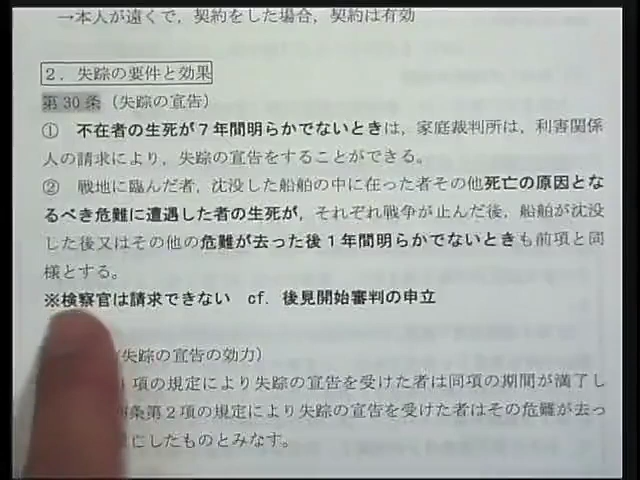 →本人が遠くで，契約をした場合，契約は有効
２．失踪の要件と効果
第30条（失踪の宣告）
① 不在者の生死が７年間明らかでないときは，家庭裁判所は，利害関係
人の請求により，失踪の宣告をすることができる。
② 戦地に臨んだ者，沈没した船舶の中に在った者その他死亡の原因とな
るべき危難に遭遇した者の生死が，それぞれ戦争が止んだ後，船舶が沈没
した後又はその他の危難が去った後１年間明らかでないときも前項と同
様とする。
※検察官は請求できない cf. 後見開始審判の申立
（失踪の宣告の効力）
項の規定により失踪の宣告を受けた者は同項の期間が満了し
条第２項の規定により失踪の宣告を受けた者はその危難が去っ
にしたものとみなす。